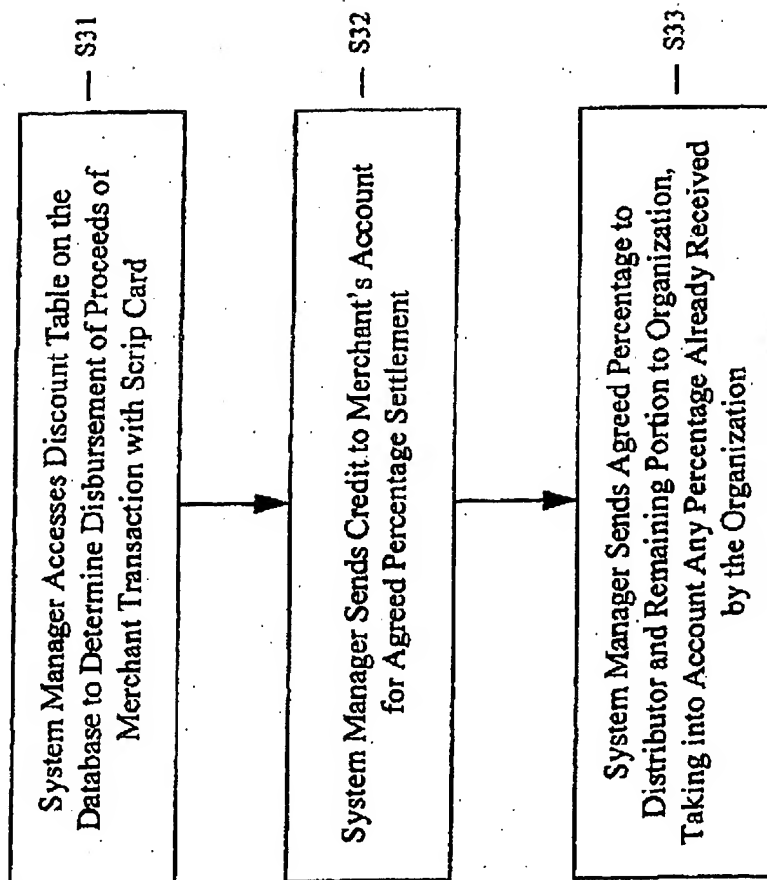 System Manager Accesses Discount Table on the
Database to Determine Disbursement of Proceeds of
Merchant Transaction with Scrip Card
— S31
System Manager Sends Credit to Merchant's Account
for Agreed Percentage Settlement
— S32
System Manager Sends Agreed Percentage to
Distributor and Remaining Portion to Organization,
Taking into Account Any Percentage Already Received
by the Organization
— S33